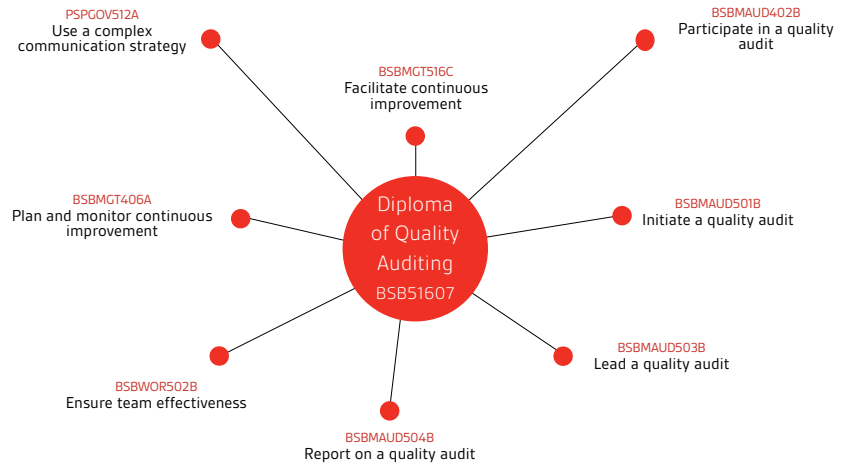 PSPGOV512A
Use a complex
communication strategy
BSBMAUD402B
Participate in a quality
audit
BSBMGT516C
Facilitate continuous
improvement
BSBMGT406A
Plan and monitor continuous
improvement
Diploma
of Quality
Auditing
BSB51607
BSBMAUD501B
Initiate a quality audit
BSBMAUD503B
Lead a quality audit
BSBWOR502B
Ensure team effectiveness
BSBMAUD504B
Report on a quality audit